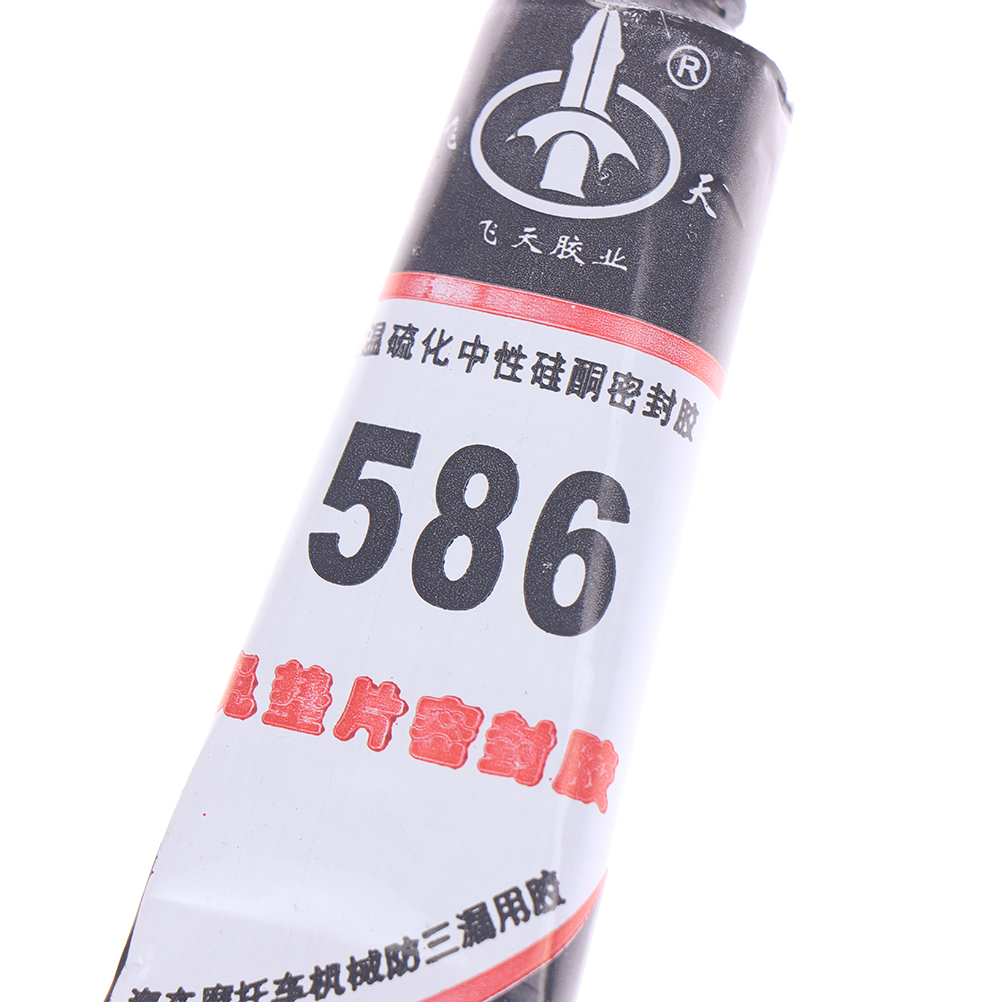 ®
天
飞天胶业
温硫化中性硅酮密封胶
586
垫片密封胶
汽车摩托车机械防三漏用胶